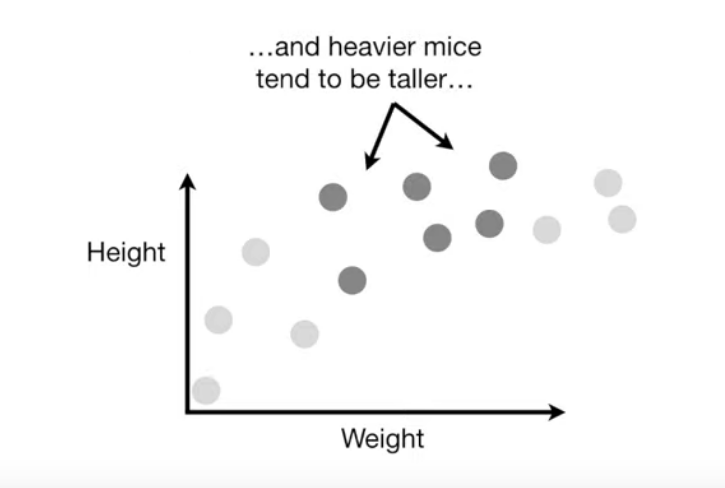 …and heavier mice
tend to be taller…
Height
Weight